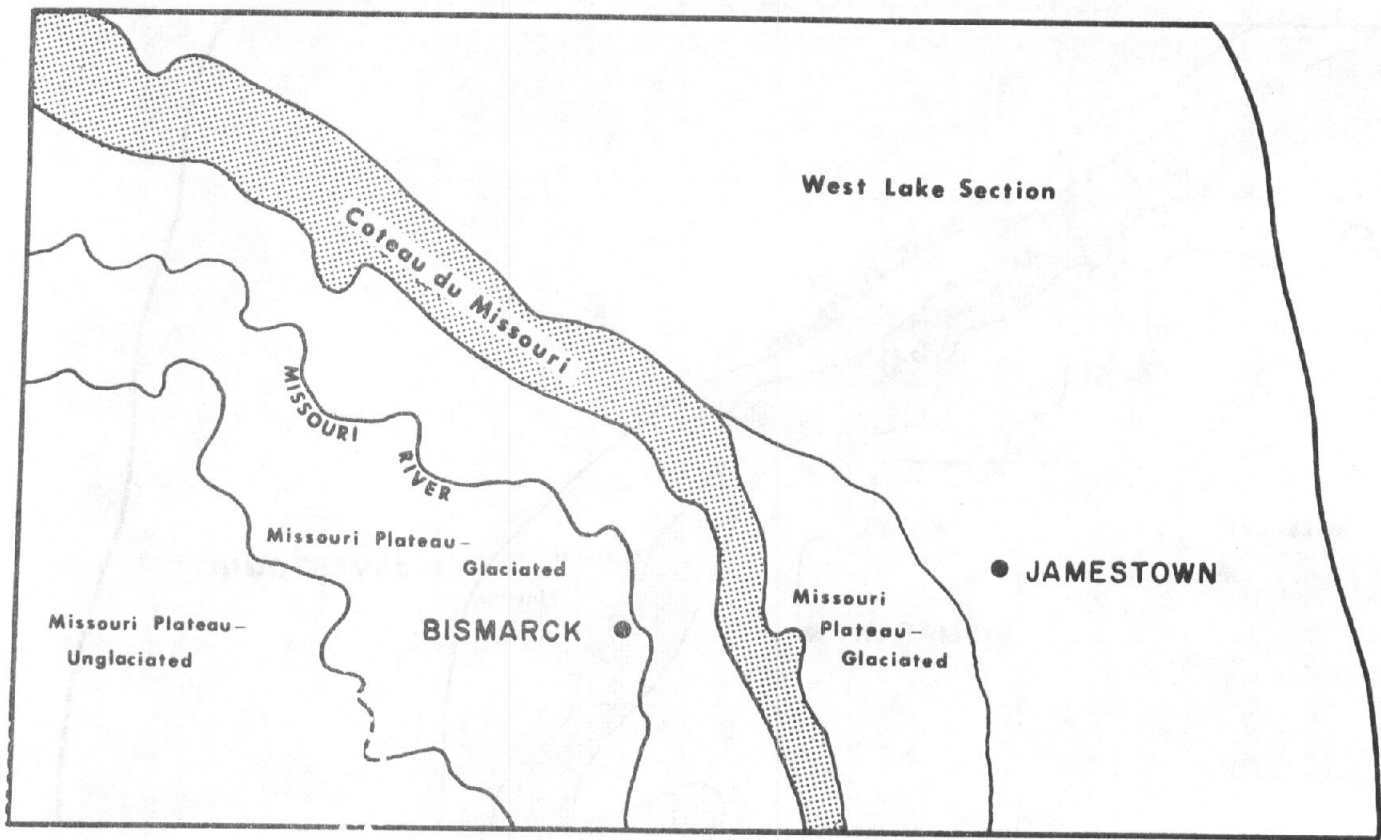 West Lake Section
Coteau du Missouri
MISSOURI
RIVER
Missouri Plateau–
Glaciated
JAMESTOWN
Missouri
Plateau–
Glaciated
BISMARCK
Missouri Plateau–
Unglaciated